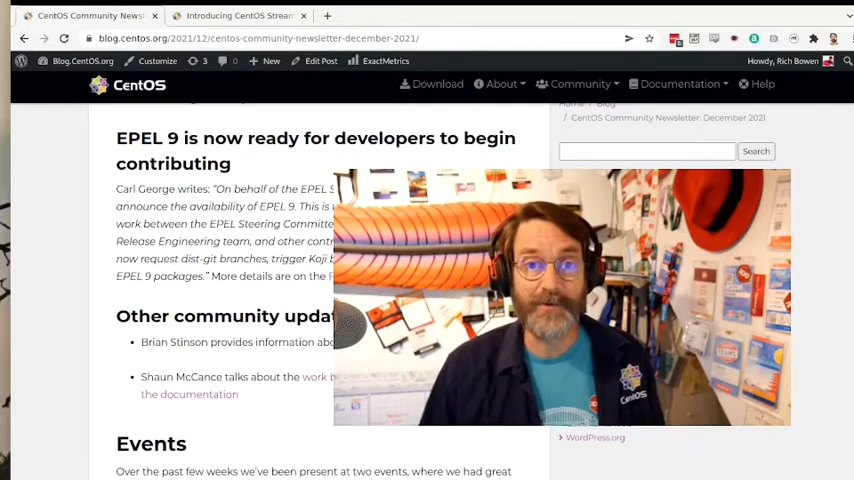 CentOS Community Newsl
Introducing CentOS Stream
blog.centos.org/2021/12/centos-community-newsletter-december-2021/
Blog.CentOS.org
Customize
3
0
New
Edit Post
ExactMetrics
Howdy, Rich Bowen
CentOS
Download
About
Community
Documentation
Help
Home / Blog
/ CentOS Community Newsletter: December 2021
Search
EPEL 9 is now ready for developers to begin
contributing
Carl George writes: “On behalf of the EPEL S
announce the availability of EPEL 9. This is
work between the EPEL Steering Committe
Release Engineering team, and other contr
now request dist-git branches, trigger Koji b
EPEL 9 packages.” More details are on the F
Other community updat
Brian Stinson provides information abo
Shaun McCance talks about the work b
the documentation
CentOS
WordPress.org
Events
Over the past few weeks we’ve been present at two events, where we had great